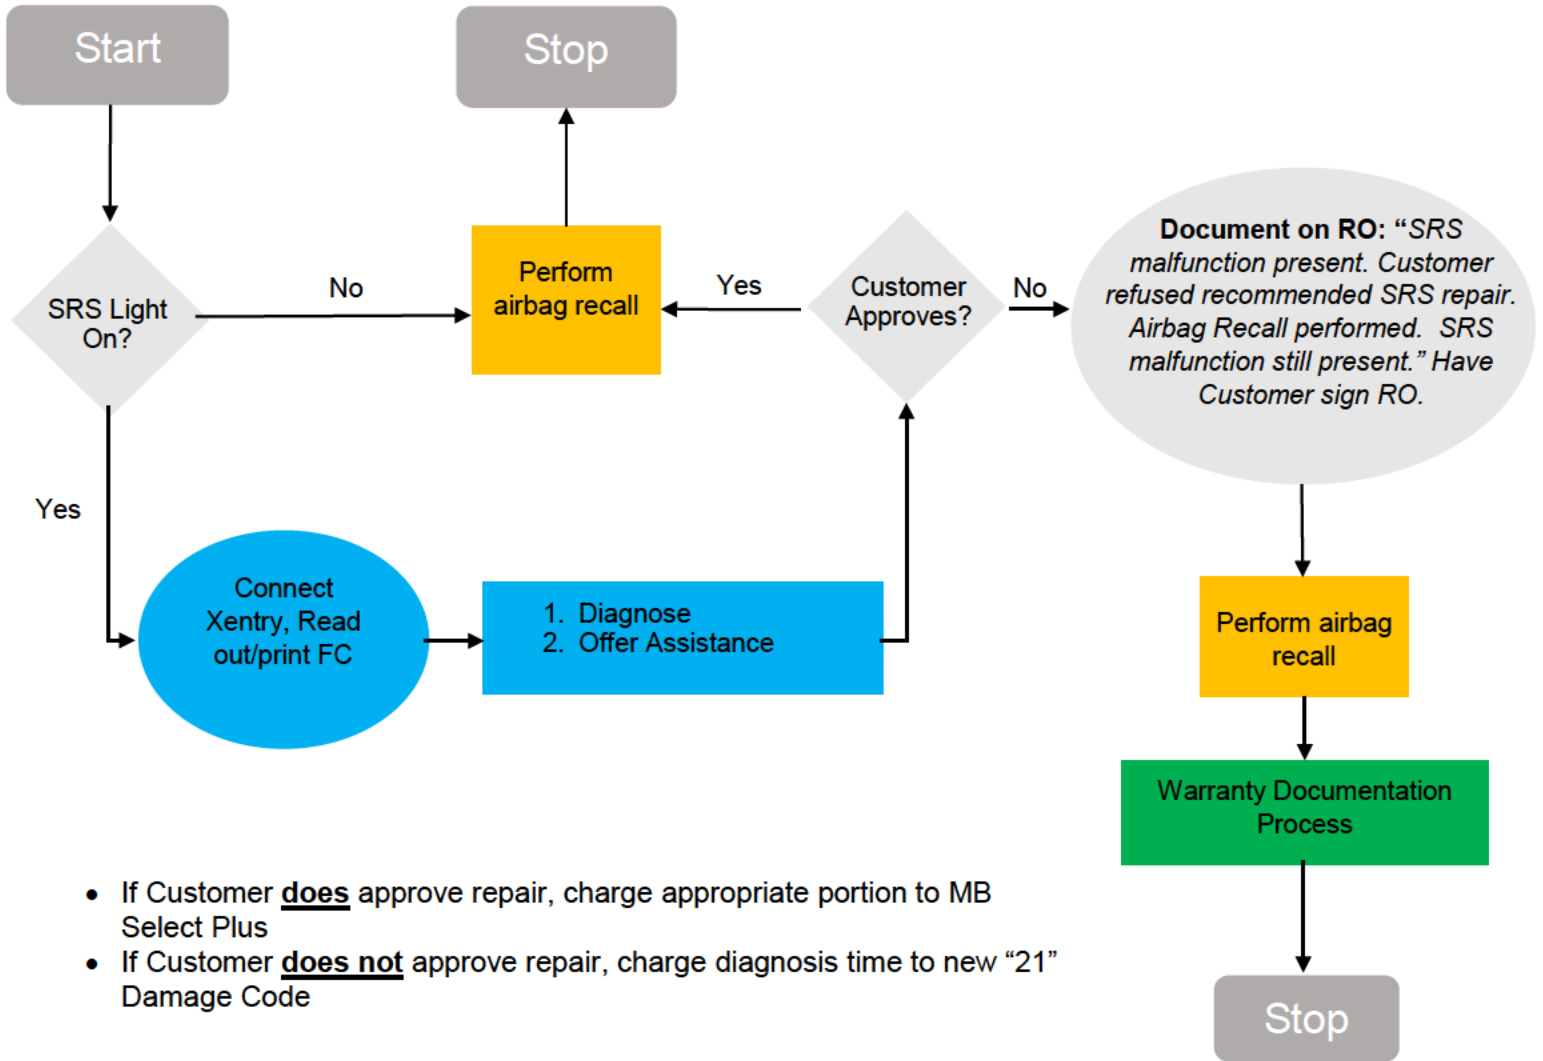 Start
Stop
SRS Light
On?
No
Perform
airbag recall
Yes
Customer
Approves?
No
Document on RO: “SRS
malfunction present. Customer
refused recommended SRS repair.
Airbag Recall performed.  SRS
malfunction still present.” Have
Customer sign RO.
Yes
Connect
Xentry, Read
out/print FC
1. Diagnose
2. Offer Assistance
Perform airbag
recall
Warranty Documentation
Process
Stop
• If Customer does approve repair, charge appropriate portion to MB
Select Plus
• If Customer does not approve repair, charge diagnosis time to new “21”
Damage Code